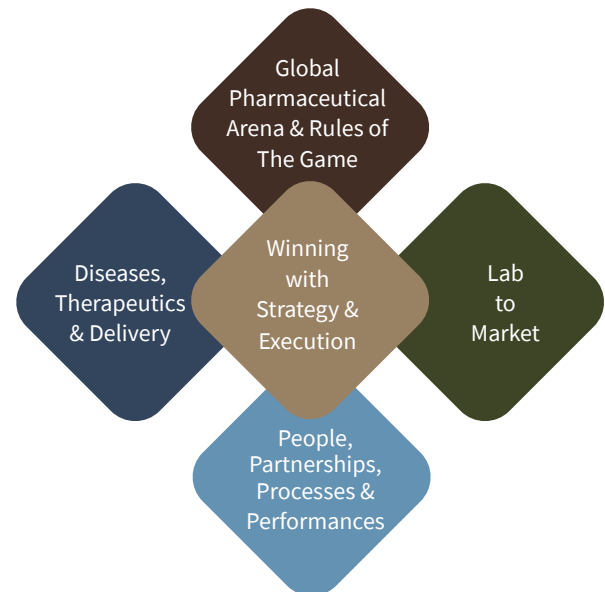 Global
Pharmaceutical
Arena & Rules of
The Game
Diseases,
Therapeutics
& Delivery
Winning
with
Strategy &
Execution
Lab
to
Market
People,
Partnerships,
Processes &
Performances